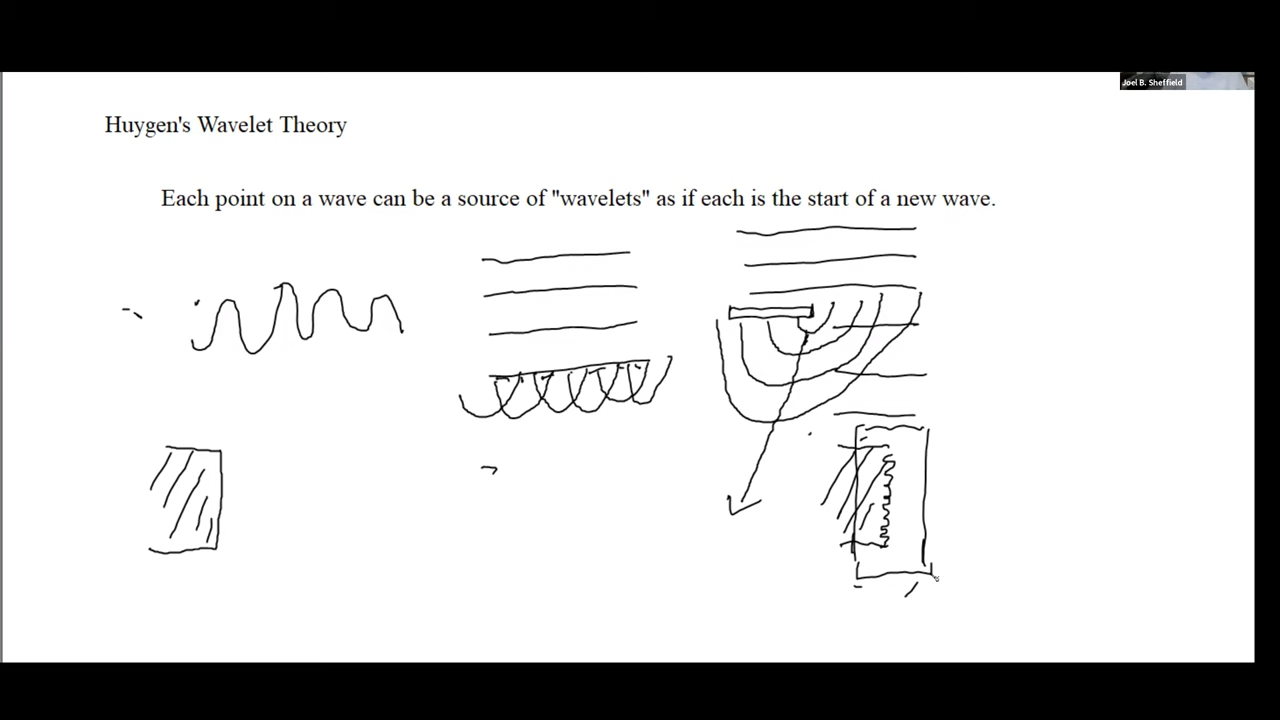 Joel B. Sheffield
Huygen's Wavelet Theory
Each point on a wave can be a source of "wavelets" as if each is the start of a new wave.